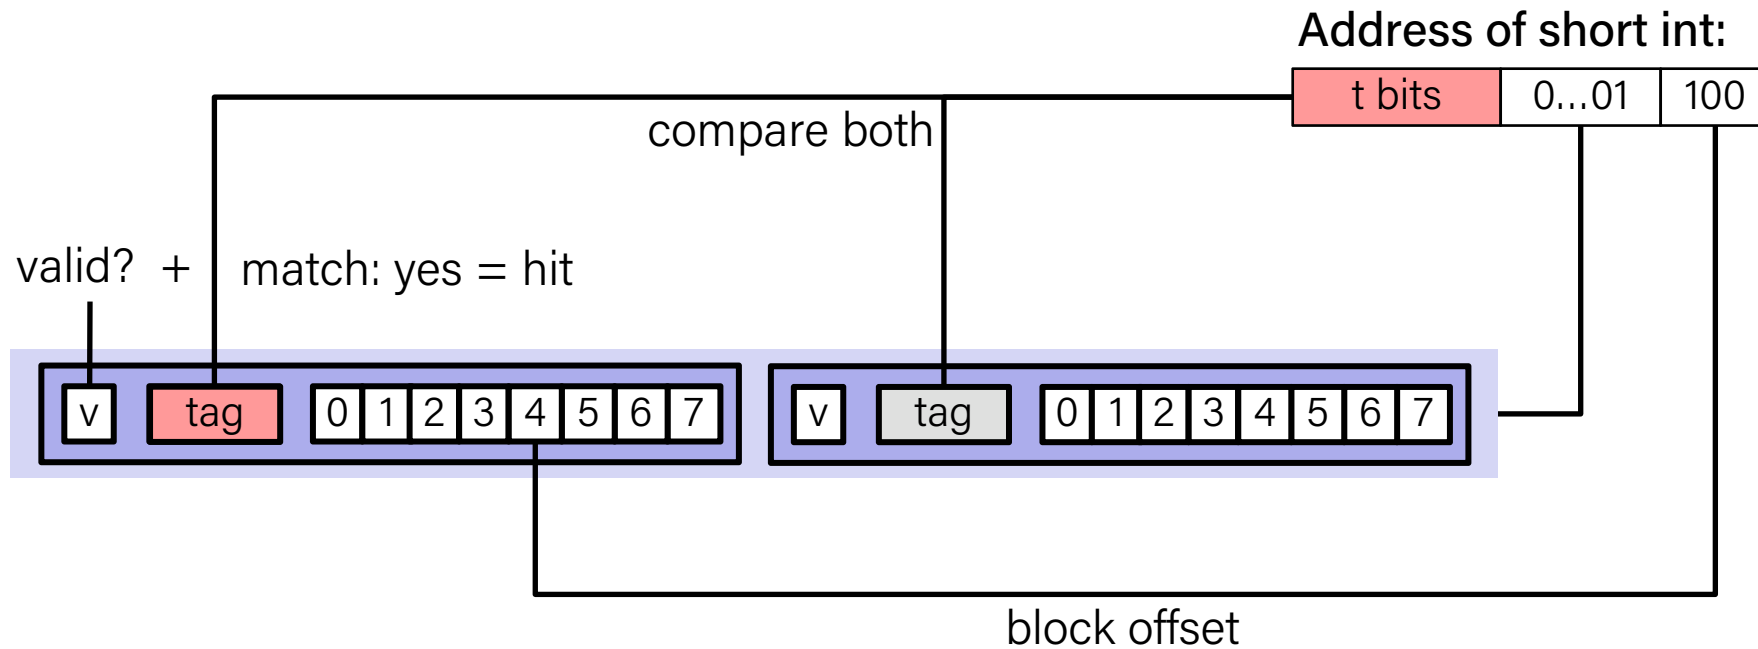 Address of short int:
t bits 0...01 100
compare both
valid? + match: yes = hit
v tag 0 1 2 3 4 5 6 7 v tag 0 1 2 3 4 5 6 7
block offset